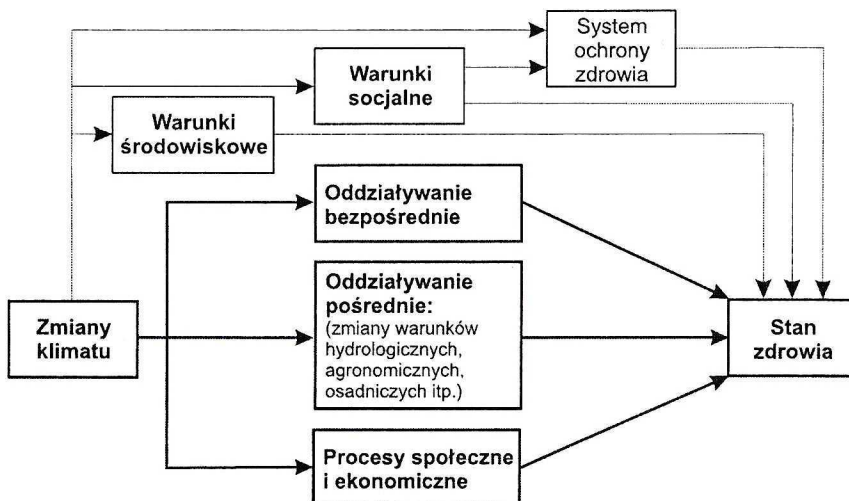 System
ochrony
zdrowia
Warunki
socjalne
Warunki
środowiskowe
Oddziaływanie
bezpośrednie
Oddziaływanie
pośrednie:
(zmiany warunków
hydrologicznych,
agronomicznych,
osadniczych itp.)
Zmiany
klimatu
Stan
zdrowia
Procesy społeczne
i ekonomiczne